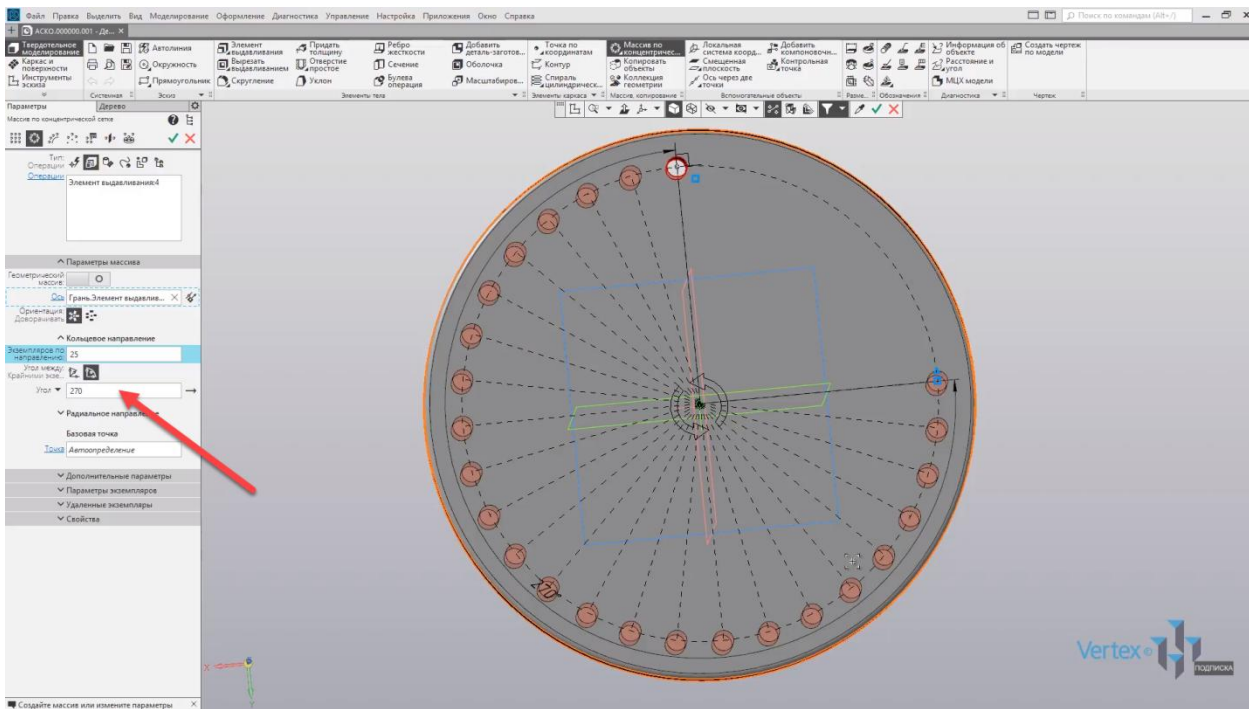 Файл Правка Выделить Вид Моделирование Оформление Диагностика Управление Настройка Приложения Окно Справка
Поиск по командам (Alt+/)
АСКО.000000.001 - Де...
Твердотельное моделирование
Каркас и поверхности
Инструменты эскиза
Системная
Автолиния
Окружность
Прямоугольник
Эскиз
Элемент выдавливания
Вырезать выдавливанием
Скругление
Придать толщину
Отверстие простое
Уклон
Ребро жесткости
Сечение
Булева операция
Добавить деталь-заготов...
Оболочка
Масштабиров...
Элементы тела
Точка по координатам
Контур
Спираль цилиндрическ...
Элементы каркаса
Массив по концентричес...
Копировать объекты
Коллекция геометрии
Массив, копирование
Локальная система коорд...
Смещенная плоскость
Ось через две точки
Добавить компоновочн...
Контрольная точка
Вспомогательные объекты
Разме...
Обозначения
Информация об объекте
Расстояние и угол
МЦХ модели
Диагностика
Создать чертеж по модели
Чертеж
Параметры
Дерево
Массив по концентрической сетке
Тип:
Операции
Операции
Элемент выдавливания:4
Параметры массива
Геометрический массив:
Ось
Грань.Элемент выдавлив...
Ориентация:
Доворачивать
Кольцевое направление
Экземпляров по направлению:
25
Угол между:
Крайними экзе...
Угол
270
Радиальное направление
Базовая точка
Точка
Автоопределение
Дополнительные параметры
Параметры экземпляров
Удаленные экземпляры
Свойства
Создайте массив или измените параметры
X
Y
Vertex
ПОДПИСКА